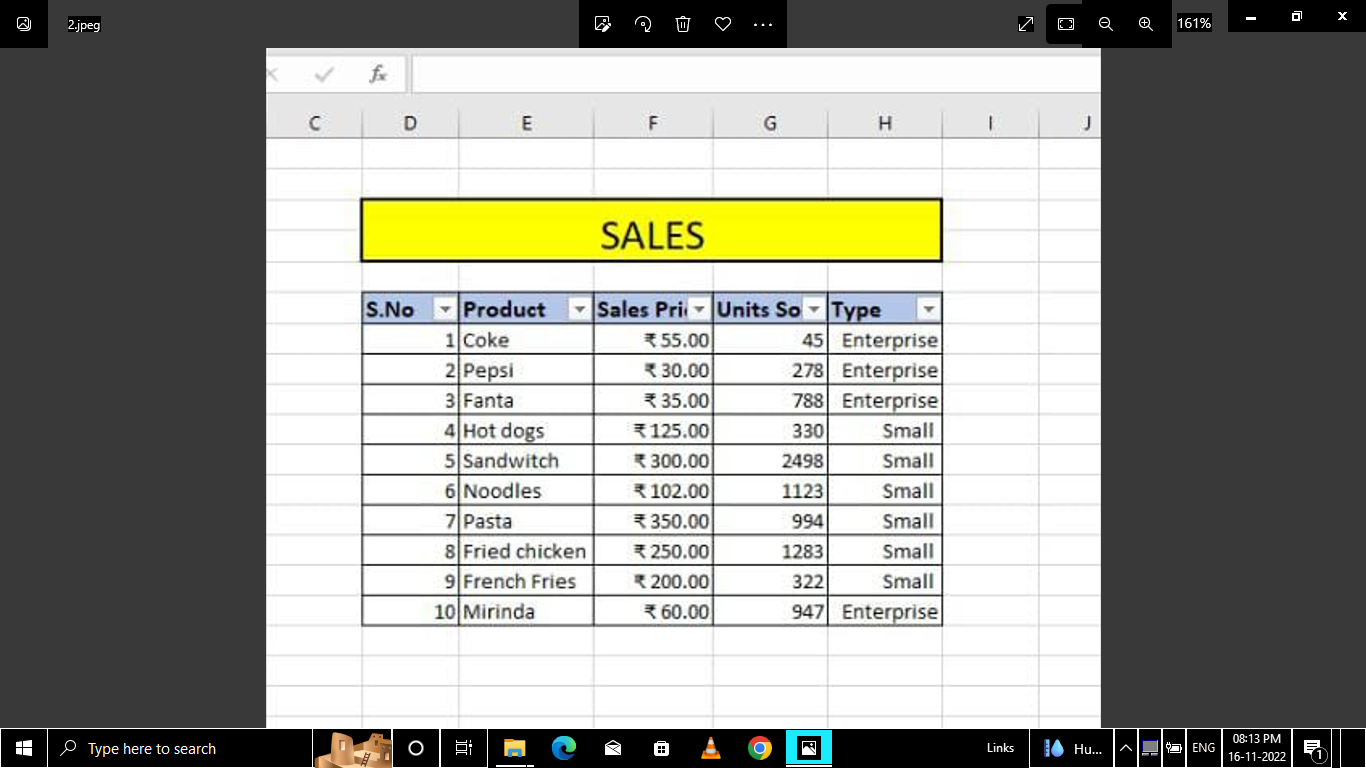 2.jpeg
161%
fx
C D E F G H I J
SALES
S.No Product Sales Pri Units So Type
1 Coke ₹ 55.00 45 Enterprise
2 Pepsi ₹ 30.00 278 Enterprise
3 Fanta ₹ 35.00 788 Enterprise
4 Hot dogs ₹ 125.00 330 Small
5 Sandwitch ₹ 300.00 2498 Small
6 Noodles ₹ 102.00 1123 Small
7 Pasta ₹ 350.00 994 Small
8 Fried chicken ₹ 250.00 1283 Small
9 French Fries ₹ 200.00 322 Small
10 Mirinda ₹ 60.00 947 Enterprise
Type here to search
Links
Hu...
ENG
08:13 PM
16-11-2022
1